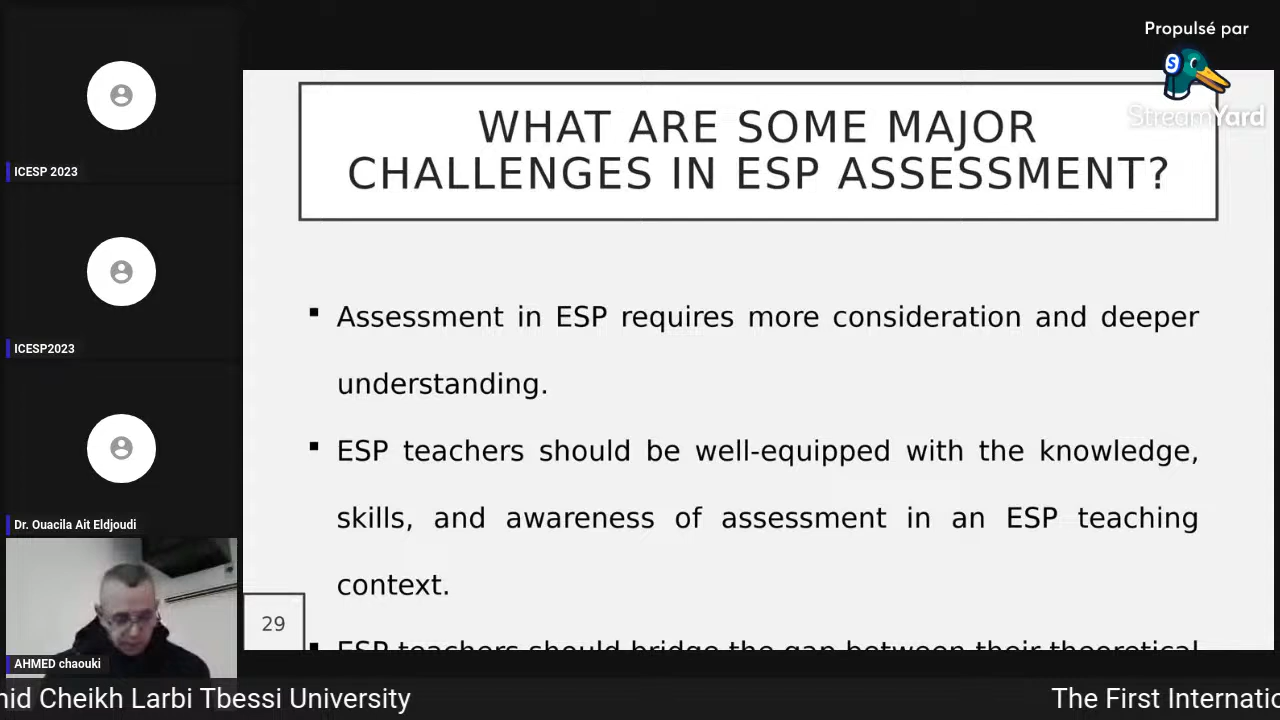 Propulsé par
StreamYard
WHAT ARE SOME MAJOR
CHALLENGES IN ESP ASSESSMENT?
▪ Assessment in ESP requires more consideration and deeper
understanding.
▪ ESP teachers should be well-equipped with the knowledge,
skills, and awareness of assessment in an ESP teaching
context.
▪ ESP teachers should bridge the gap between their theoretical
29
ICESP 2023
ICESP2023
Dr. Ouacila Ait Eldjoudi
AHMED chaouki
hid Cheikh Larbi Tbessi University
The First Internatio